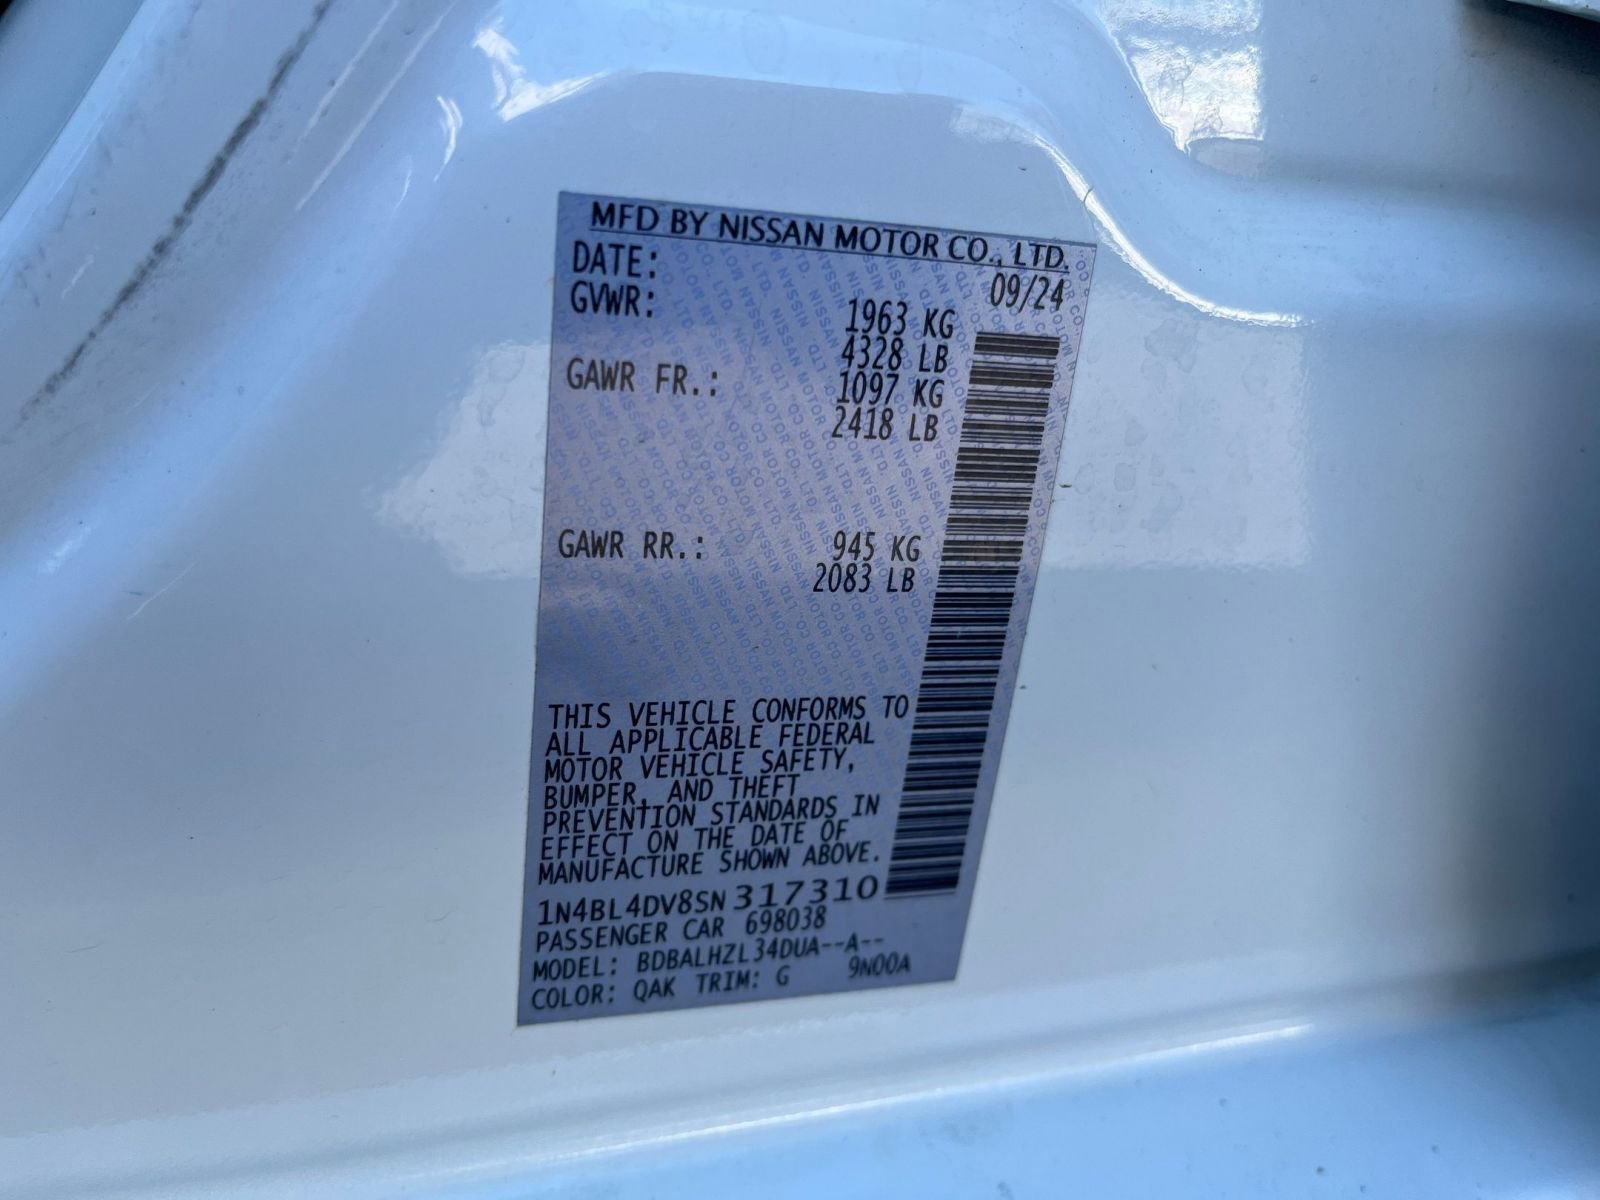 MFD BY NISSAN MOTOR CO., LTD.
DATE: 09/24
GVWR: 1963 KG
4328 LB
GAWR FR.: 1097 KG
2418 LB
GAWR RR.: 945 KG
2083 LB
THIS VEHICLE CONFORMS TO
ALL APPLICABLE FEDERAL
MOTOR VEHICLE SAFETY,
BUMPER, AND THEFT
PREVENTION STANDARDS IN
EFFECT ON THE DATE OF
MANUFACTURE SHOWN ABOVE.
1N4BL4DV8SN317310
PASSENGER CAR 698038
MODEL: BDBALHZL34DUA--A--
COLOR: QAK TRIM: G 9N00A